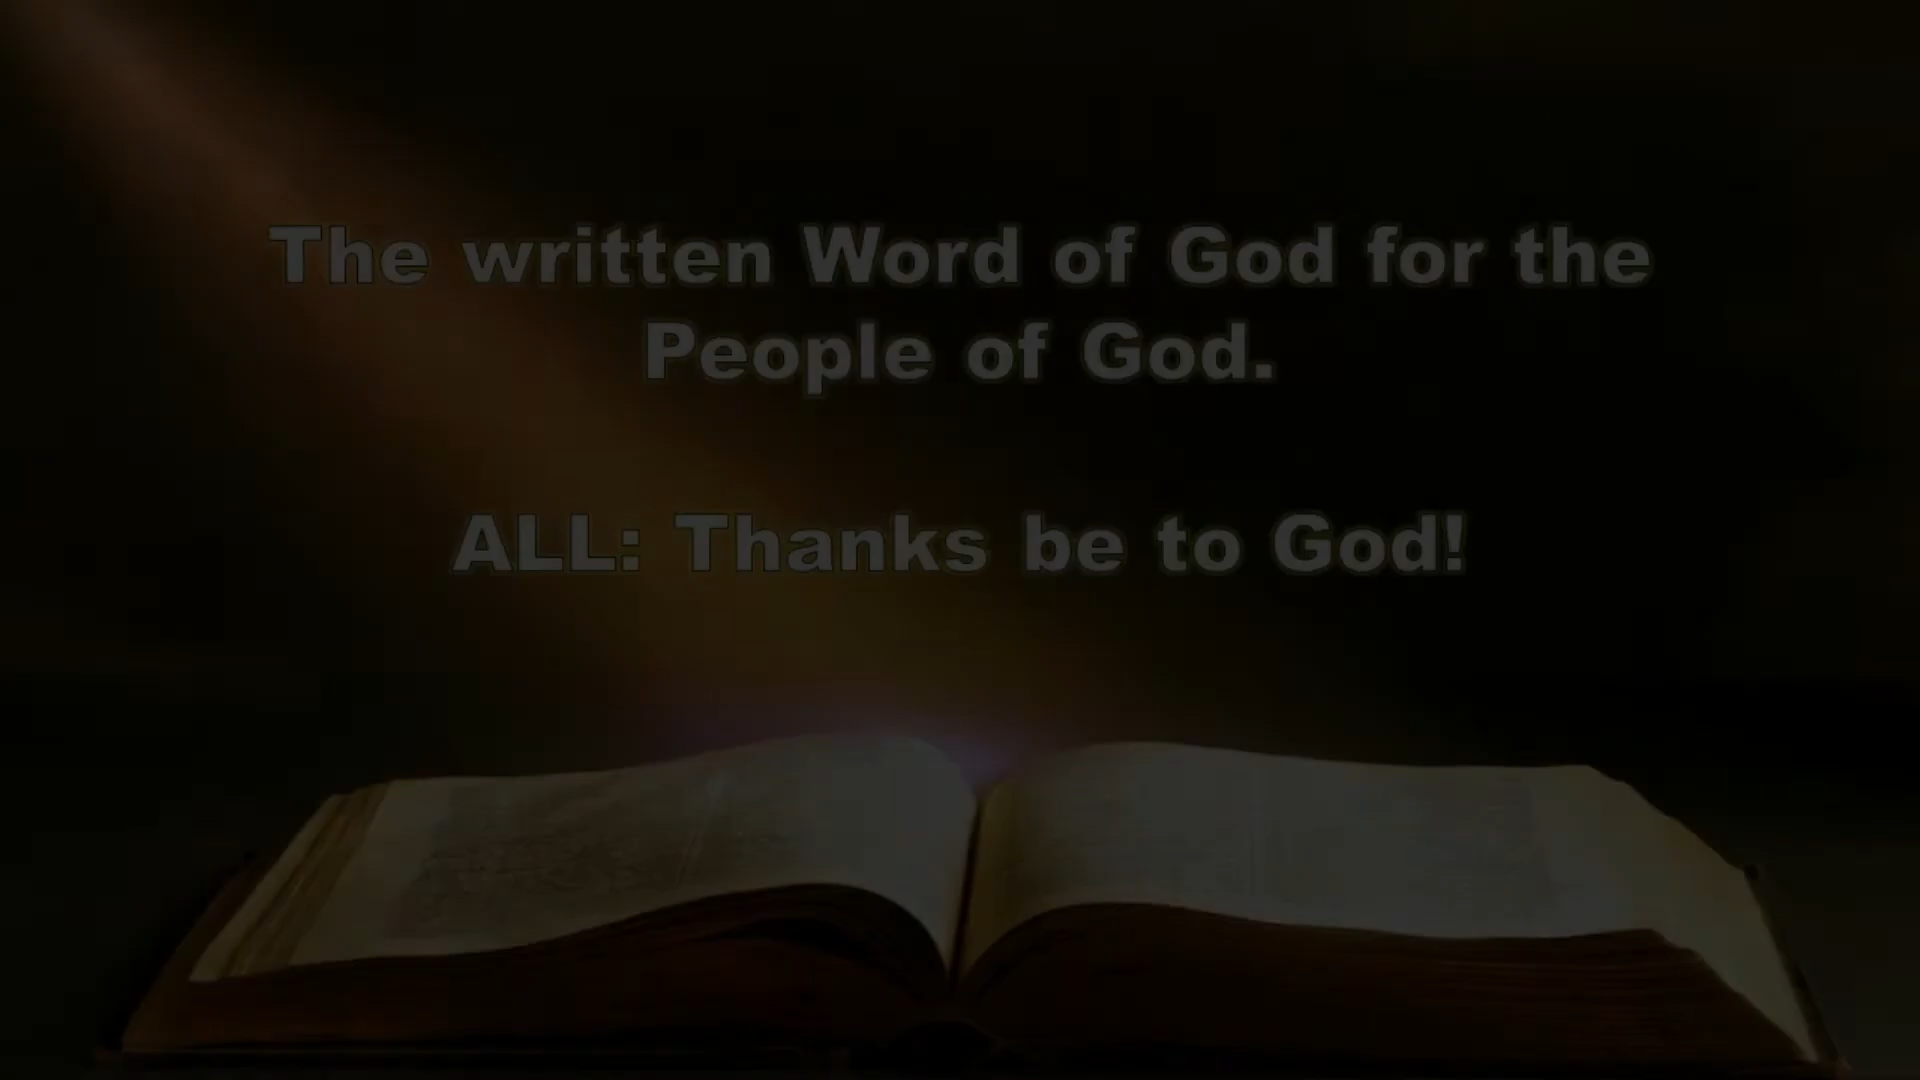 The written Word of God for the
People of God.
ALL: Thanks be to God!